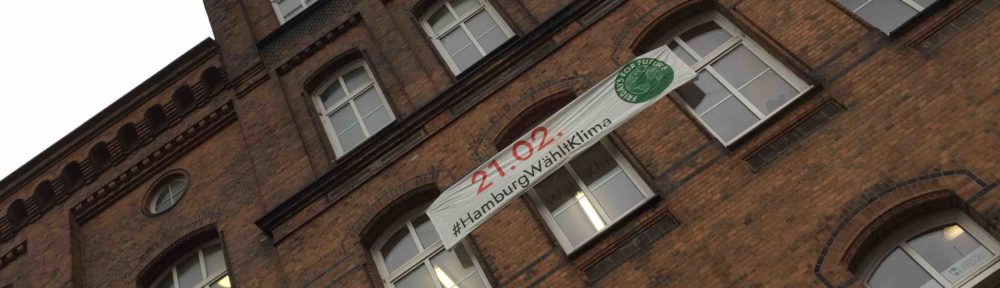 21.02.
#HamburgWähltKlima
FRIDAYS FOR FUTURE